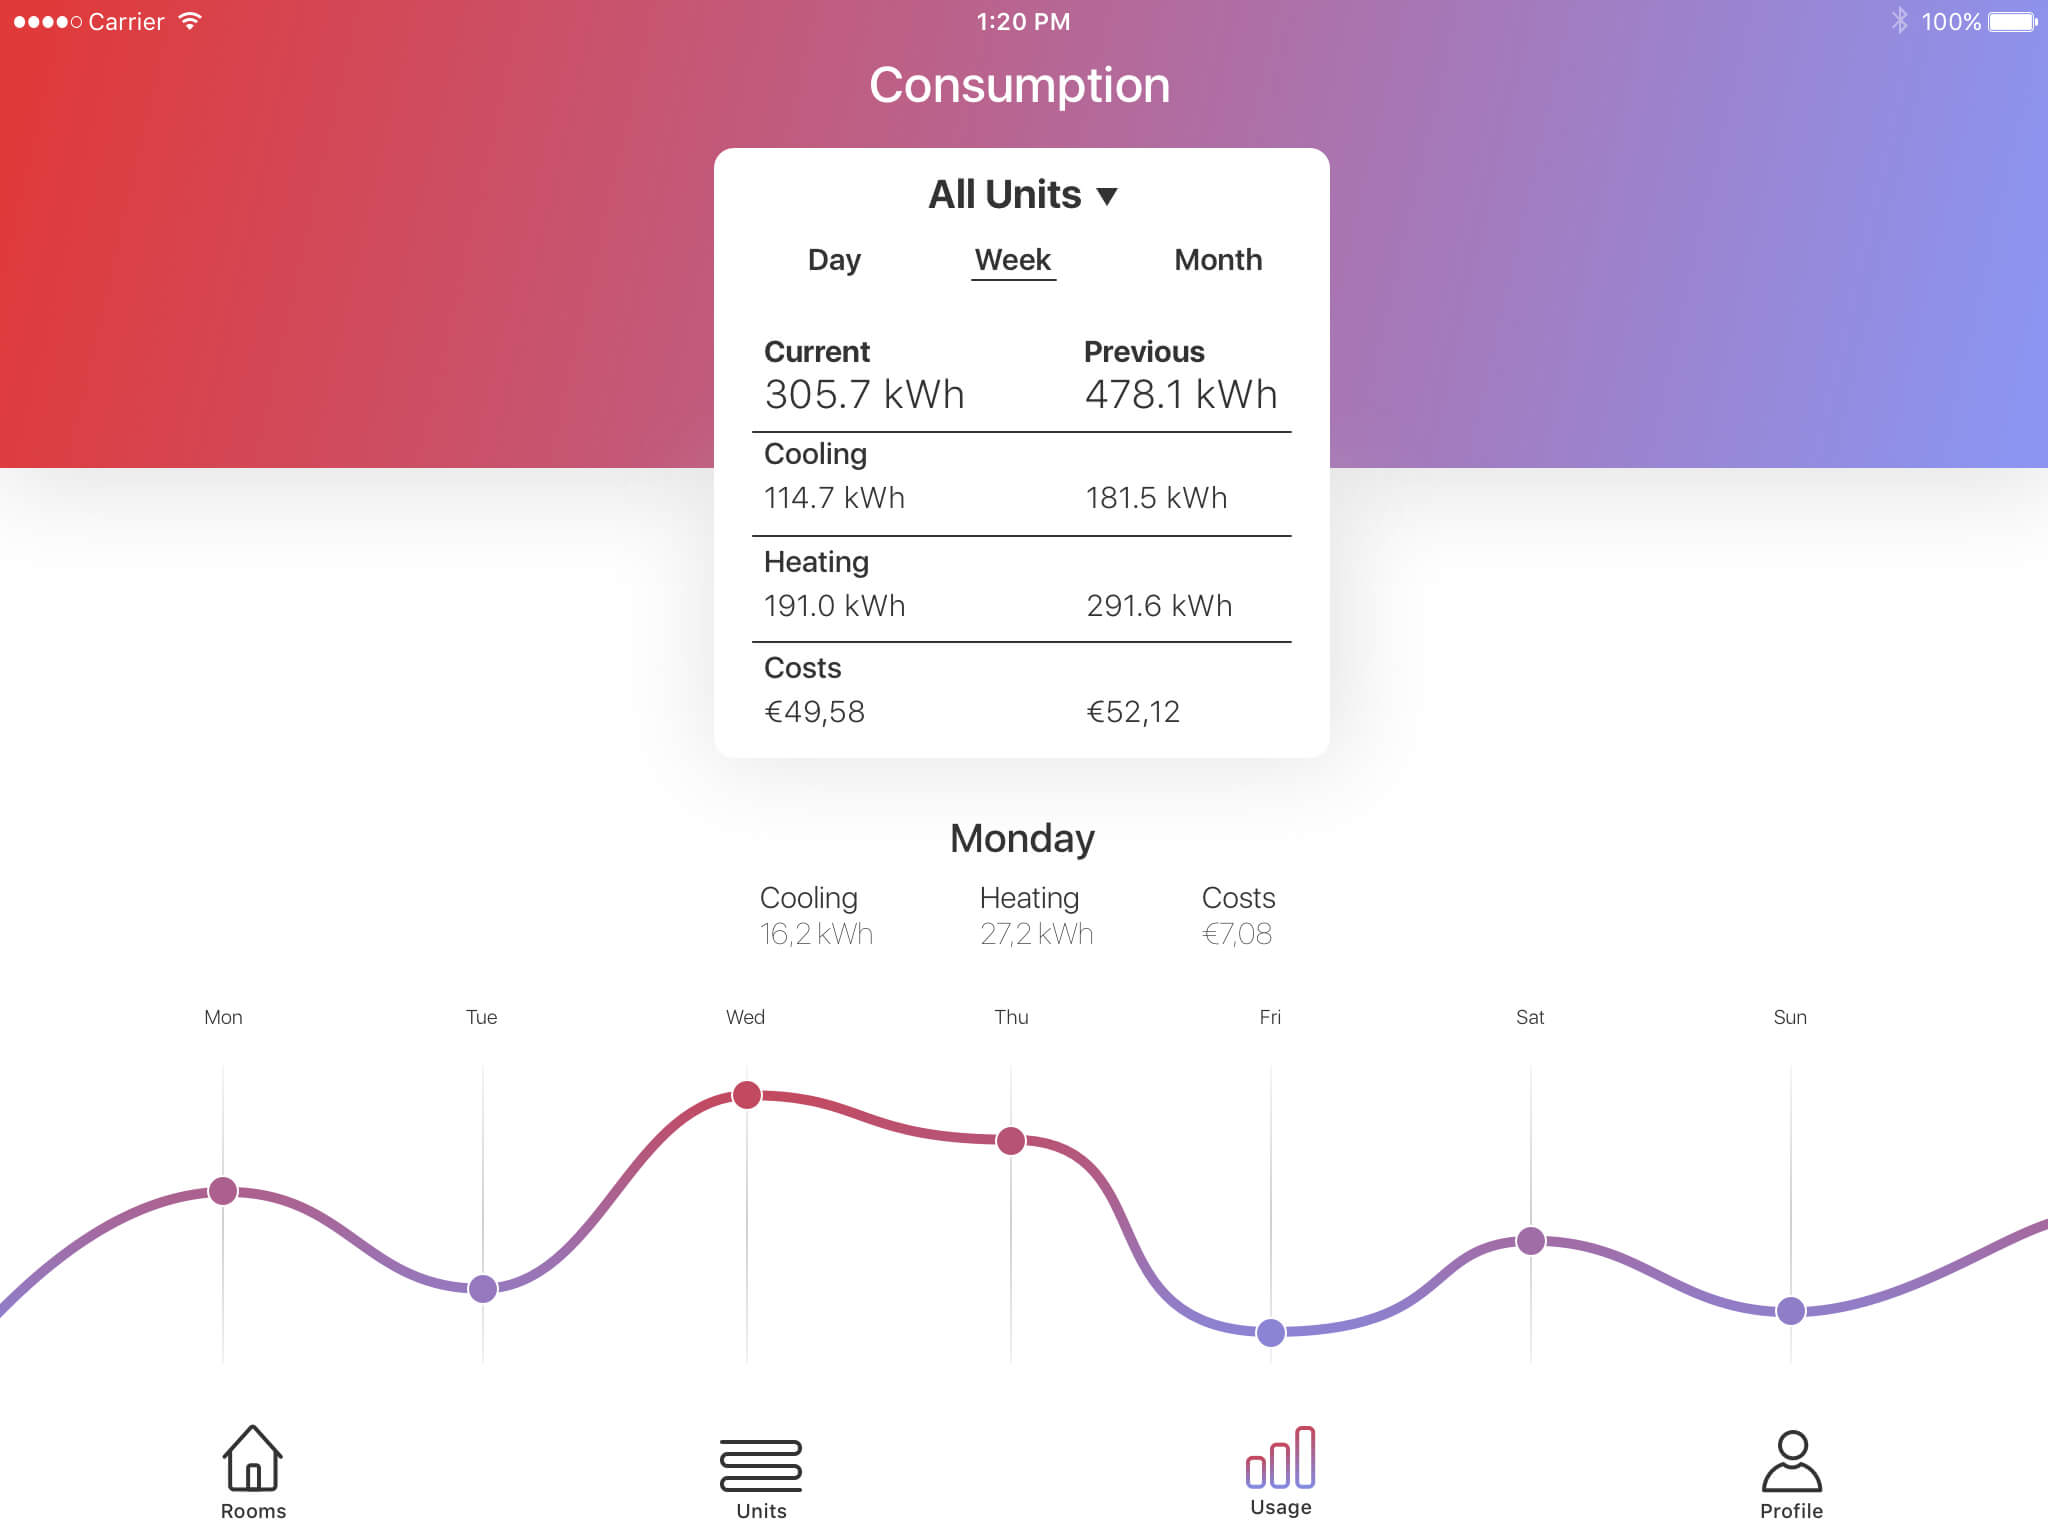 Carrier 1:20 PM 100%
Consumption
All Units
Day Week Month
Current Previous
305.7 kWh 478.1 kWh
Cooling
114.7 kWh 181.5 kWh
Heating
191.0 kWh 291.6 kWh
Costs
€49,58 €52,12
Monday
Cooling Heating Costs
16,2 kWh 27,2 kWh €7,08
Mon Tue Wed Thu Fri Sat Sun
Rooms Units Usage Profile